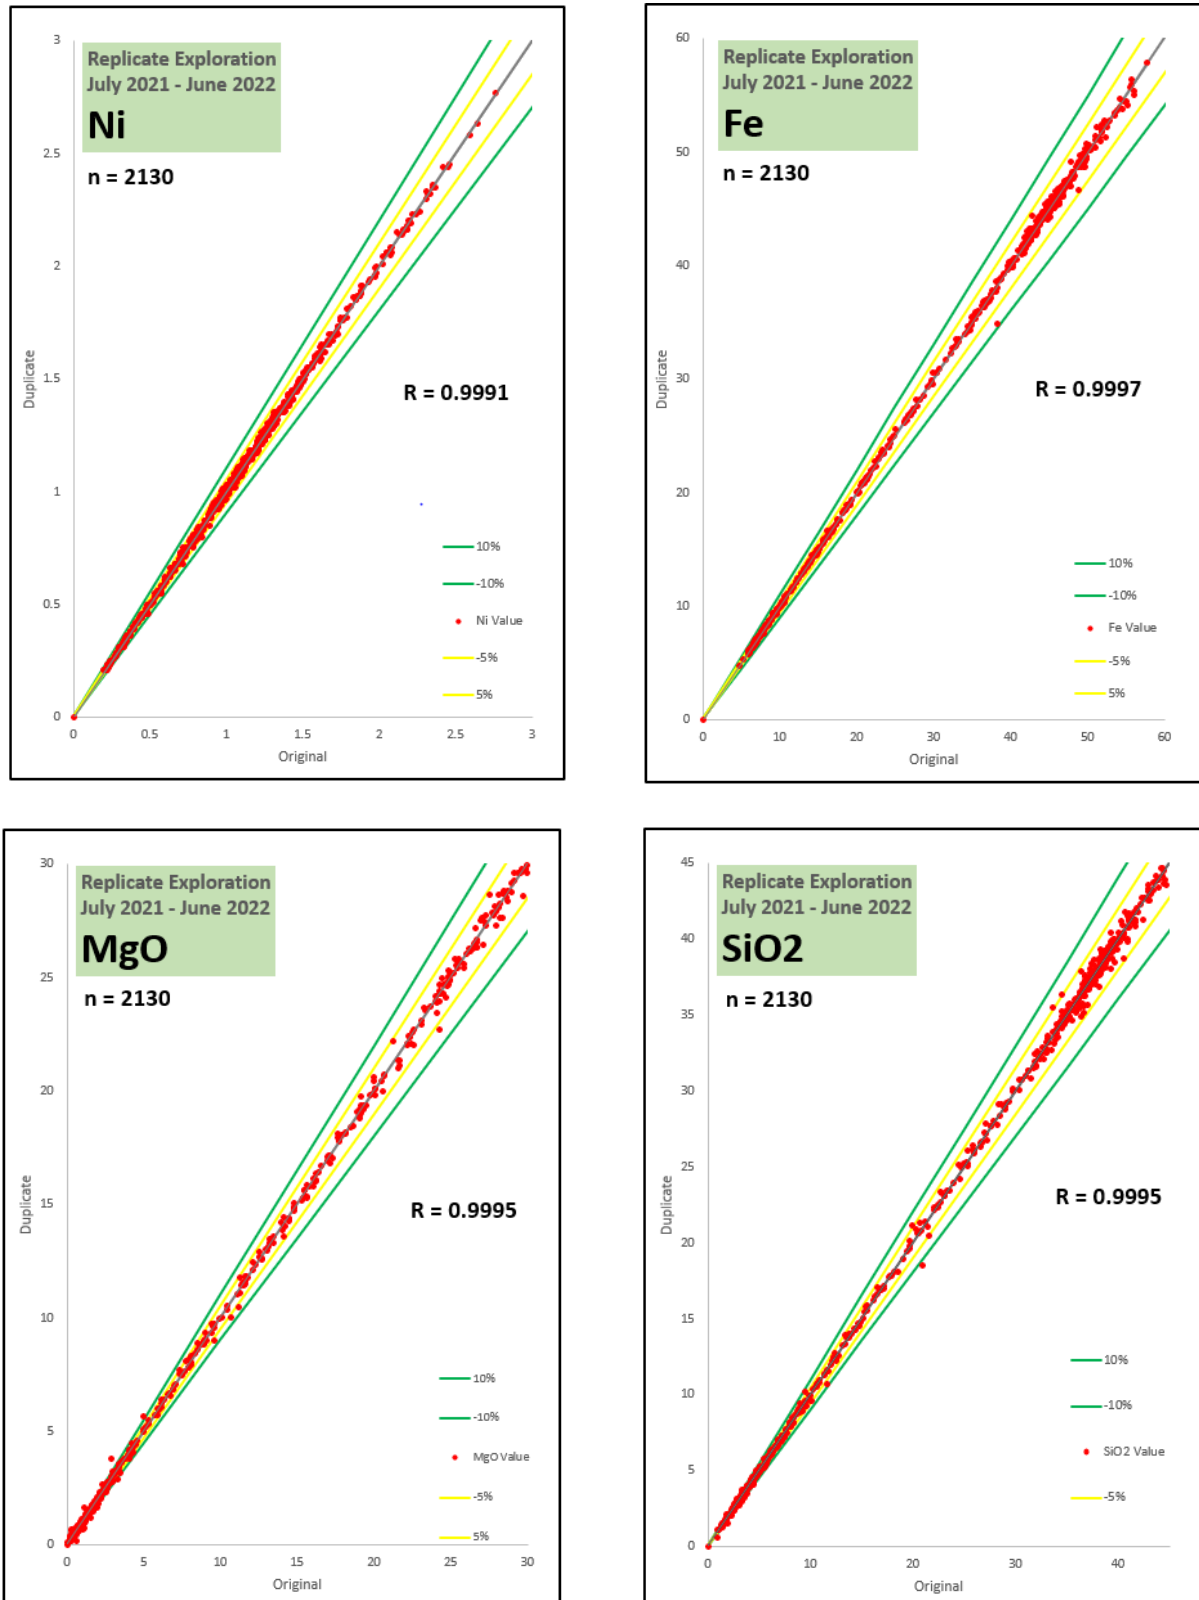 Replicate Exploration
July 2021 - June 2022
Ni
n = 2130
R = 0.9991
3
2.5
2
1.5
1
0.5
0
Duplicate
0 0.5 1 1.5 2 2.5 3
Original
10%
-10%
Ni Value
-5%
5%
Replicate Exploration
July 2021 - June 2022
Fe
n = 2130
R = 0.9997
60
50
40
30
20
10
0
Duplicate
0 10 20 30 40 50 60
Original
10%
-10%
Fe Value
-5%
5%
Replicate Exploration
July 2021 - June 2022
MgO
n = 2130
R = 0.9995
30
25
20
15
10
5
0
Duplicate
0 5 10 15 20 25 30
Original
10%
-10%
MgO Value
-5%
5%
Replicate Exploration
July 2021 - June 2022
SiO2
n = 2130
R = 0.9995
45
40
35
30
25
20
15
10
5
0
Duplicate
0 10 20 30 40
Original
10%
-10%
SiO2 Value
-5%